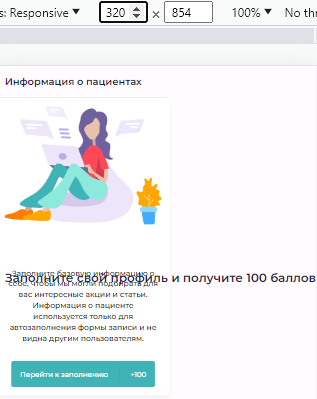 s: Responsive ▼ 320 × 854 100% ▼ No thr
Информация о пациентах
Заполните свой профиль и получите 100 баллов
Заполните базовую информацию о
себе, чтобы мы могли подобрать для
вас интересные акции и статьи.
Информация о пациенте
используется только для
автозаполнения формы записи и не
видна другим пользователям.
Перейти к заполнению +100